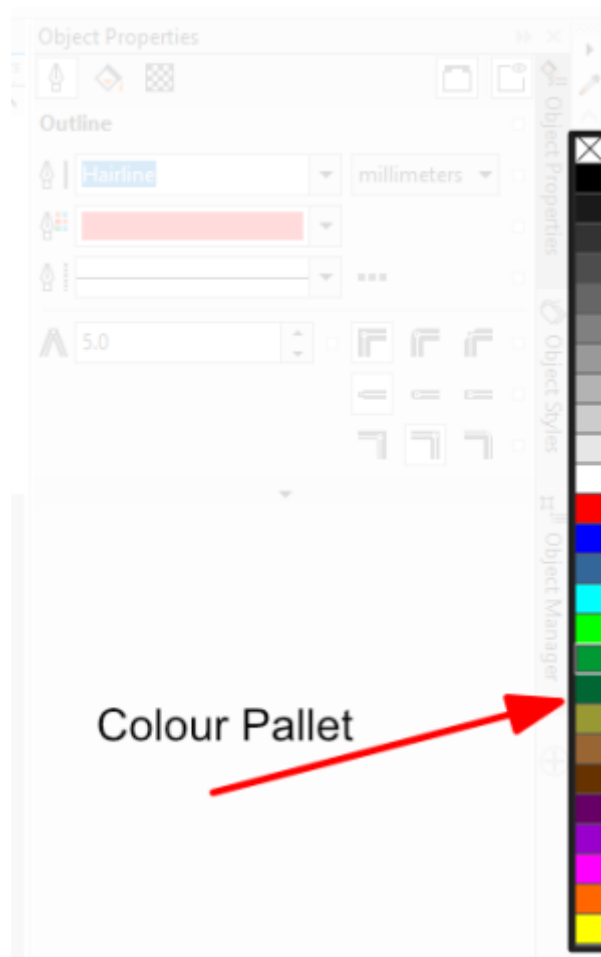 Object Properties
Outline
Hairline
millimeters
5.0
Object Properties
Object Styles
Object Manager
Colour Pallet